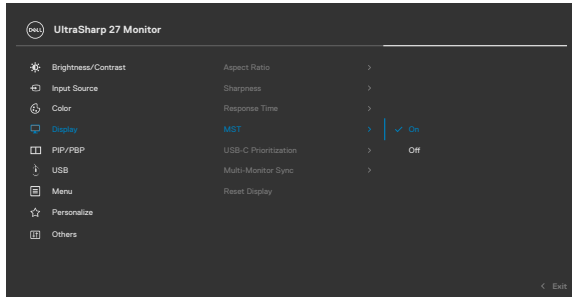 DELL UltraSharp 27 Monitor
Brightness/Contrast Aspect Ratio >
Input Source Sharpness >
Color Response Time >
Display MST > ✓ On
PIP/PBP USB-C Prioritization > Off
USB Multi-Monitor Sync >
Menu Reset Display
Personalize
Others
< Exit